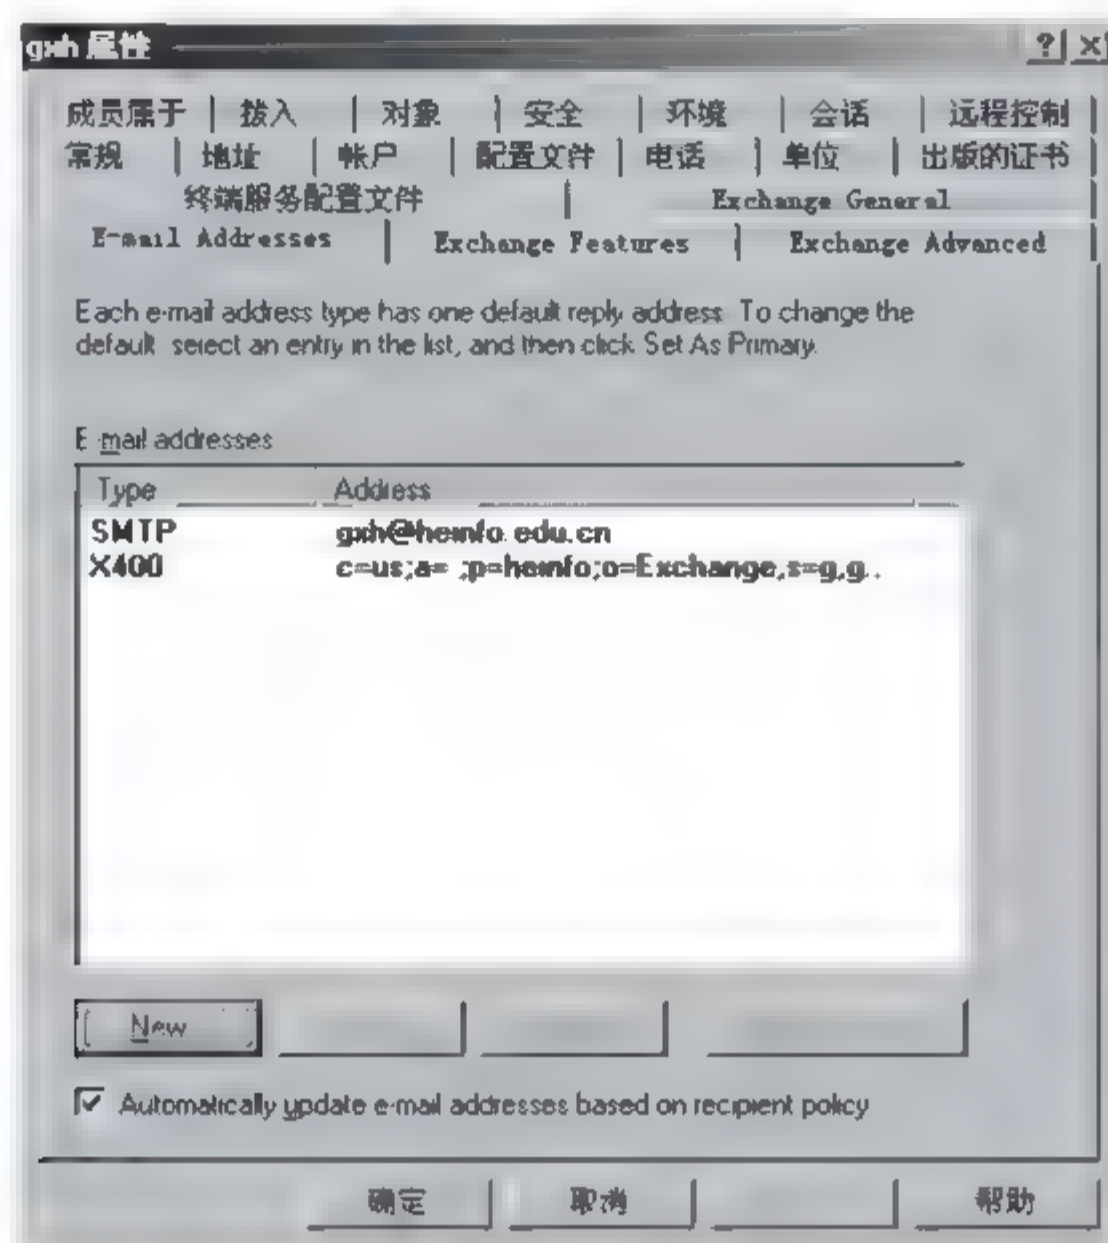 gxh 属性
成员属于 拨入 对象 安全 环境 会话 远程控制
常规 地址 帐户 配置文件 电话 单位 出版的证书
终端服务配置文件 Exchange General
E-mail Addresses Exchange Features Exchange Advanced
Each e-mail address type has one default reply address To change the
default select an entry in the list, and then click Set As Primary.
E-mail addresses
Type Address
SMTP gxh@heinfo.edu.cn
X400 c=us;a= ;p=heinfo;o=Exchange,s=g,g..
New
Automatically update e-mail addresses based on recipient policy
确定 取消 帮助